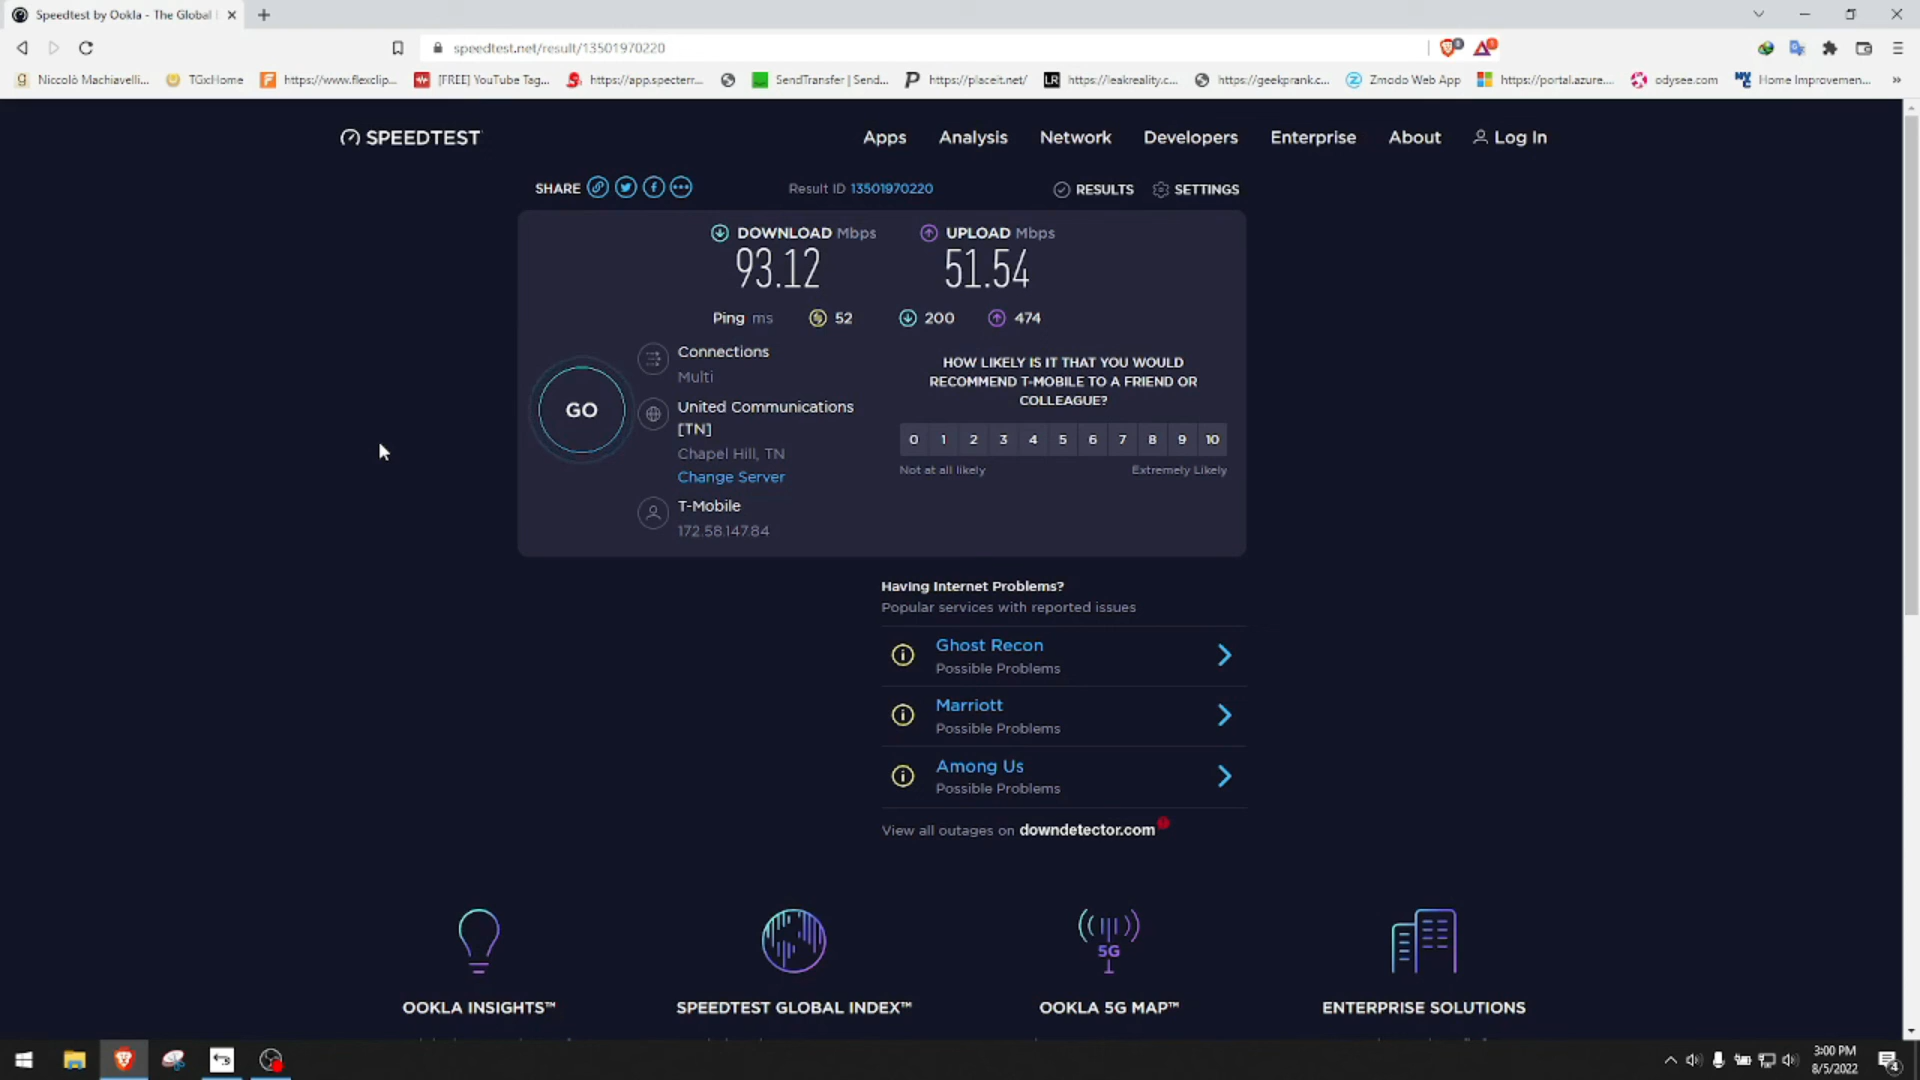 Speedtest by Ookla - The Global
speedtest.net/result/13501970220
Niccolò Machiavelli... TGxHome https://www.flexclip... [FREE] YouTube Tag... https://app.specterr... SendTransfer | Send... https://placeit.net/ https://leakreality.c... https://geekprank.c... Zmodo Web App https://portal.azure.... odysee.com Home Improvemen... »
SPEEDTEST Apps Analysis Network Developers Enterprise About Log In
SHARE Result ID 13501970220 RESULTS SETTINGS
DOWNLOAD Mbps UPLOAD Mbps
93.12 51.54
Ping ms 52 200 474
GO
Connections
Multi
United Communications
[TN]
Chapel Hill, TN
Change Server
T-Mobile
172.58.147.84
HOW LIKELY IS IT THAT YOU WOULD
RECOMMEND T-MOBILE TO A FRIEND OR
COLLEAGUE?
0 1 2 3 4 5 6 7 8 9 10
Not at all likely Extremely Likely
Having Internet Problems?
Popular services with reported issues
Ghost Recon
Possible Problems
Marriott
Possible Problems
Among Us
Possible Problems
View all outages on downdetector.com
5G
OOKLA INSIGHTS™ SPEEDTEST GLOBAL INDEX™ OOKLA 5G MAP™ ENTERPRISE SOLUTIONS
3:00 PM
8/5/2022